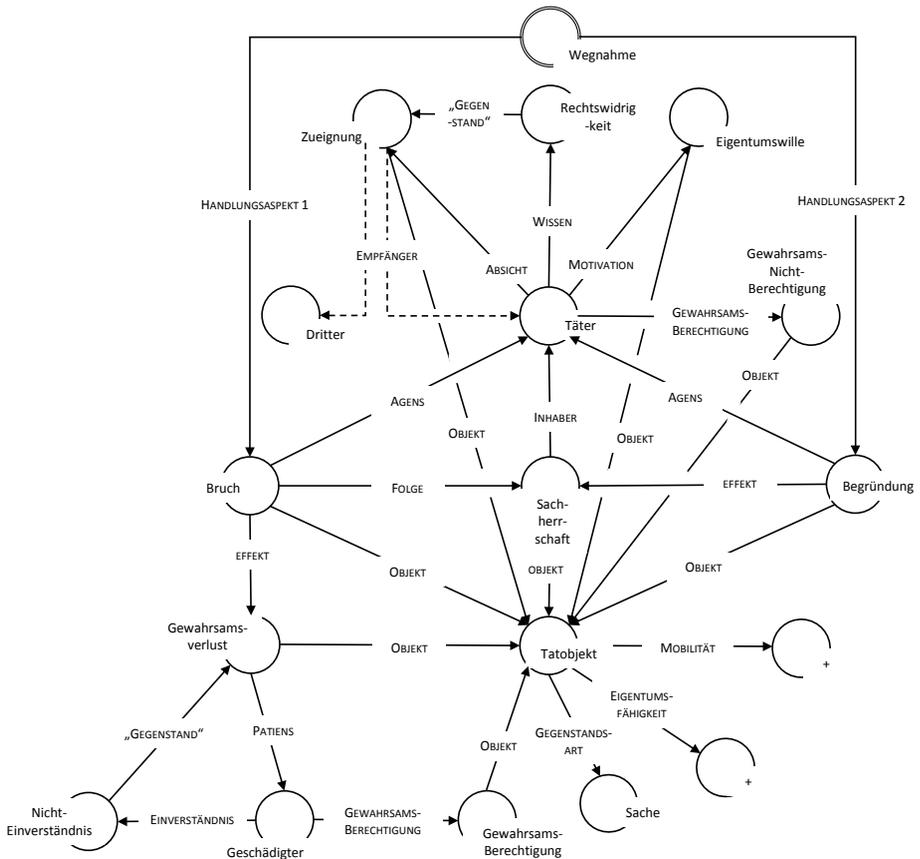 Wegnahme
„GEGEN
-STAND“
Rechtswidrig
-keit
Zueignung
Eigentumswille
HANDLUNGSASPEKT 1
HANDLUNGSASPEKT 2
WISSEN
EMPFÄNGER
ABSICHT
MOTIVATION
Gewahrsams-
Nicht-
Berechtigung
Dritter
Täter
GEWAHRSAMS-
BERECHTIGUNG
OBJEKT
AGENS
AGENS
INHABER
OBJEKT
OBJEKT
Bruch
FOLGE
EFFEKT
Begründung
Sach-
herr-
schaft
EFFEKT
OBJEKT
OBJEKT
OBJEKT
Gewahrsams-
verlust
OBJEKT
Tatobjekt
MOBILITÄT
+
EIGENTUMS-
FÄHIGKEIT
„GEGENSTAND“
PATIENS
OBJEKT
GEGENSTANDS-
ART
+
Nicht-
Einverständnis
EINVERSTÄNDNIS
GEWAHRSAMS-
BERECHTIGUNG
Sache
Geschädigter
Gewahrsams-
Berechtigung